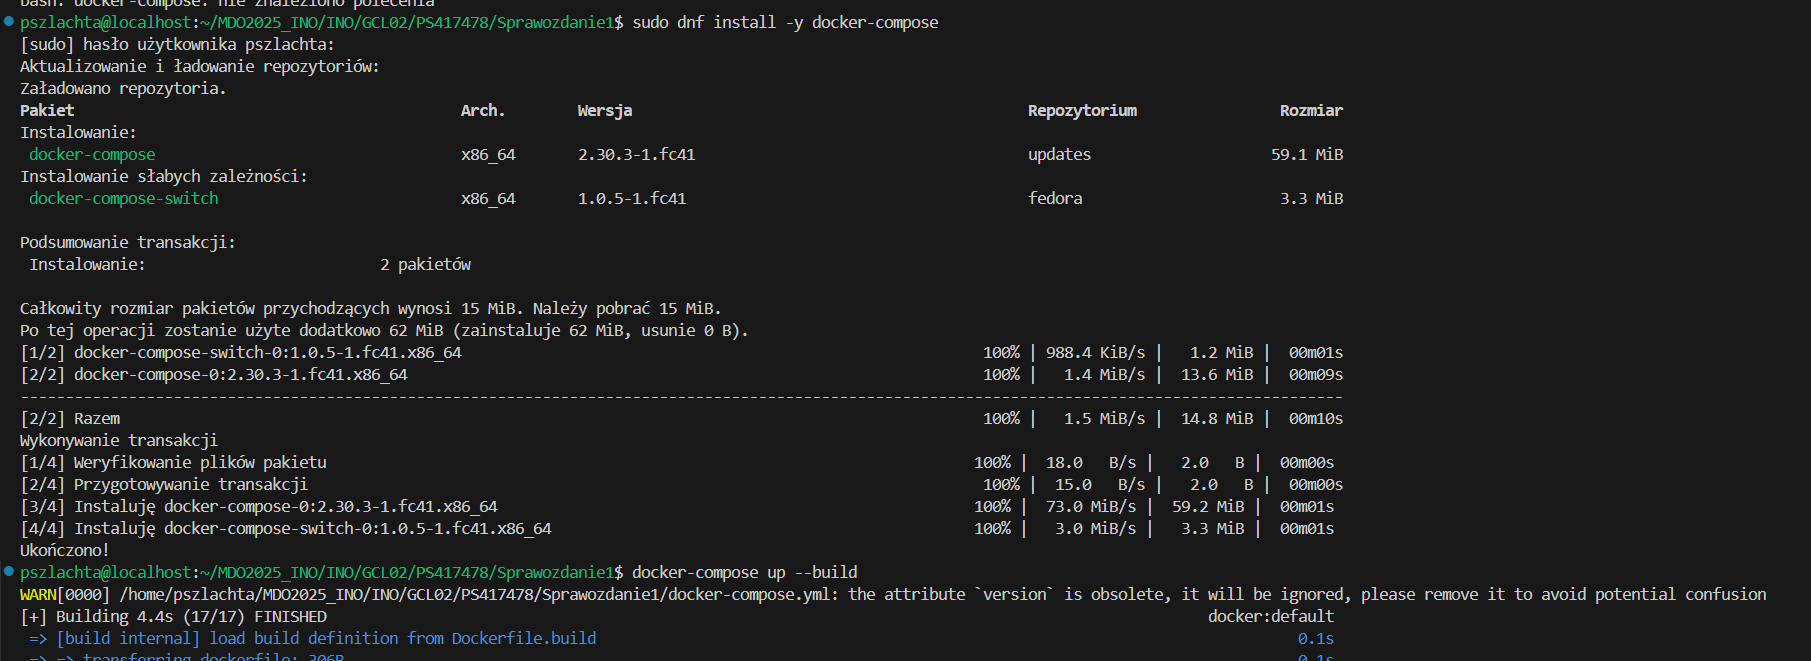 bash: docker-compose: nie znaleziono polecenia
pszlachta@localhost:~/MDO2025_INO/INO/GCL02/PS417478/Sprawozdanie1$ sudo dnf install -y docker-compose
[sudo] hasło użytkownika pszlachta:
Aktualizowanie i ładowanie repozytoriów:
Załadowano repozytoria.
Pakiet Arch. Wersja Repozytorium Rozmiar
Instalowanie:
docker-compose x86_64 2.30.3-1.fc41 updates 59.1 MiB
Instalowanie słabych zależności:
docker-compose-switch x86_64 1.0.5-1.fc41 fedora 3.3 MiB
Podsumowanie transakcji:
Instalowanie: 2 pakietów
Całkowity rozmiar pakietów przychodzących wynosi 15 MiB. Należy pobrać 15 MiB.
Po tej operacji zostanie użyte dodatkowo 62 MiB (zainstaluje 62 MiB, usunie 0 B).
[1/2] docker-compose-switch-0:1.0.5-1.fc41.x86_64 100% | 988.4 KiB/s | 1.2 MiB | 00m01s
[2/2] docker-compose-0:2.30.3-1.fc41.x86_64 100% | 1.4 MiB/s | 13.6 MiB | 00m09s
---------------------------------------------------------------------------------------------------------------------------------------------------
[2/2] Razem 100% | 1.5 MiB/s | 14.8 MiB | 00m10s
Wykonywanie transakcji
[1/4] Weryfikowanie plików pakietu 100% | 18.0 B/s | 2.0 B | 00m00s
[2/4] Przygotowywanie transakcji 100% | 15.0 B/s | 2.0 B | 00m00s
[3/4] Instaluję docker-compose-0:2.30.3-1.fc41.x86_64 100% | 73.0 MiB/s | 59.2 MiB | 00m01s
[4/4] Instaluję docker-compose-switch-0:1.0.5-1.fc41.x86_64 100% | 3.0 MiB/s | 3.3 MiB | 00m01s
Ukończono!
pszlachta@localhost:~/MDO2025_INO/INO/GCL02/PS417478/Sprawozdanie1$ docker-compose up --build
WARN[0000] /home/pszlachta/MDO2025_INO/INO/GCL02/PS417478/Sprawozdanie1/docker-compose.yml: the attribute `version` is obsolete, it will be ignored, please remove it to avoid potential confusion
[+] Building 4.4s (17/17) FINISHED docker:default
=> [build internal] load build definition from Dockerfile.build 0.1s
=> => transferring dockerfile: 306B 0.1s